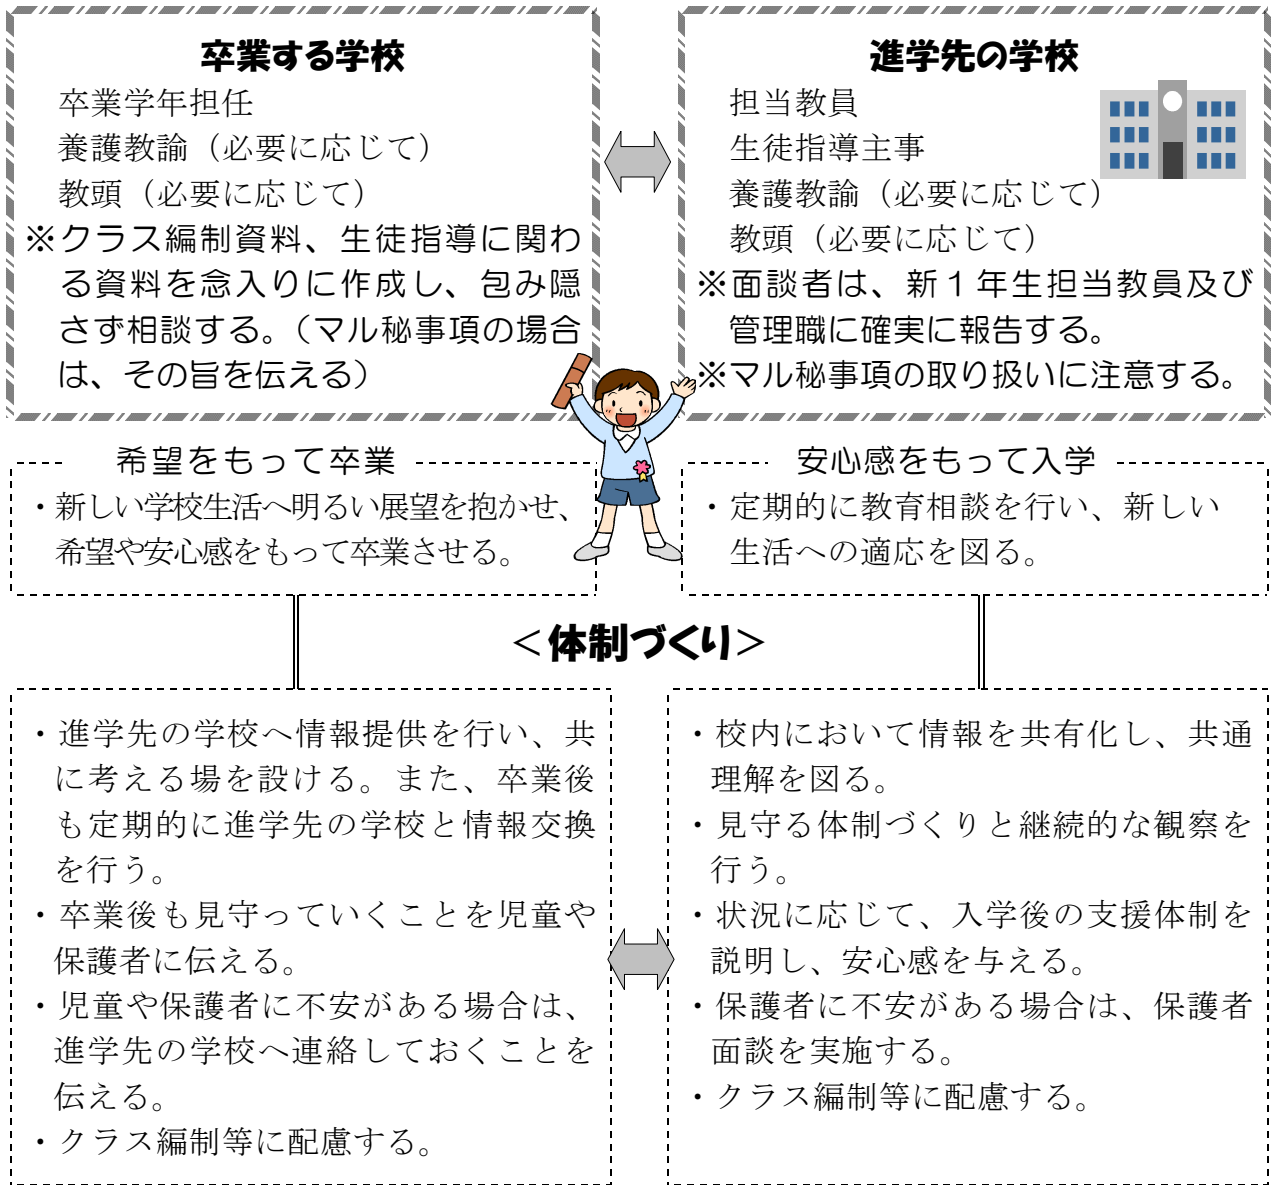 卒業する学校
卒業学年担任
養護教諭（必要に応じて）
教頭（必要に応じて）
※クラス編制資料、生徒指導に関わ
る資料を念入りに作成し、包み隠
さず相談する。（マル秘事項の場合
は、その旨を伝える）
進学先の学校
担当教員
生徒指導主事
養護教諭（必要に応じて）
教頭（必要に応じて）
※面談者は、新１年生担当教員及び
管理職に確実に報告する。
※マル秘事項の取り扱いに注意する。
希望をもって卒業
・新しい学校生活へ明るい展望を抱かせ、
希望や安心感をもって卒業させる。
安心感をもって入学
・定期的に教育相談を行い、新しい
生活への適応を図る。
＜体制づくり＞
・進学先の学校へ情報提供を行い、共
に考える場を設ける。また、卒業後
も定期的に進学先の学校と情報交換
を行う。
・卒業後も見守っていくことを児童や
保護者に伝える。
・児童や保護者に不安がある場合は、
進学先の学校へ連絡しておくことを
伝える。
・クラス編制等に配慮する。
・校内において情報を共有化し、共通
理解を図る。
・見守る体制づくりと継続的な観察を
行う。
・状況に応じて、入学後の支援体制を
説明し、安心感を与える。
・保護者に不安がある場合は、保護者
面談を実施する。
・クラス編制等に配慮する。